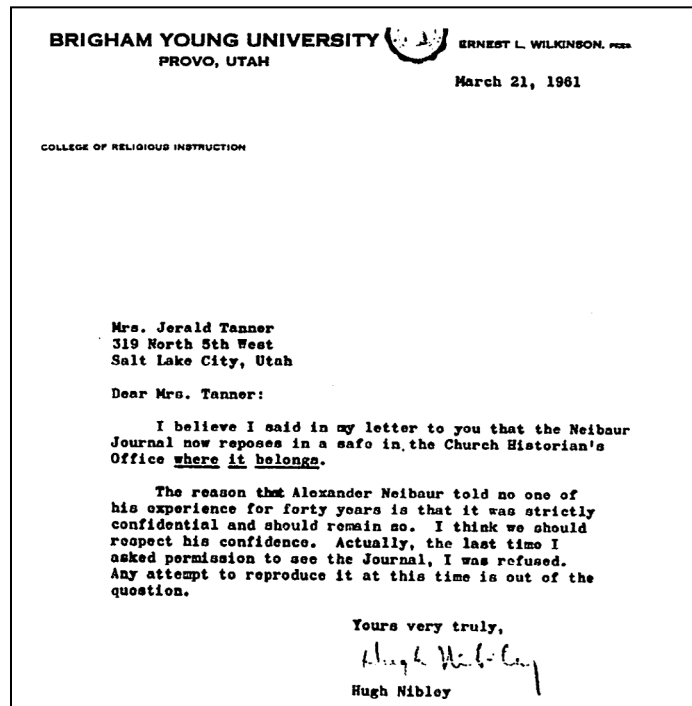 BRIGHAM YOUNG UNIVERSITY
PROVO, UTAH
ERNEST L. WILKINSON, PRES.
March 21, 1961
COLLEGE OF RELIGIOUS INSTRUCTION
Mrs. Jerald Tanner
319 North 5th West
Salt Lake City, Utah
Dear Mrs. Tanner:
I believe I said in my letter to you that the Neibaur
Journal now reposes in a safe in the Church Historian's
Office where it belongs.
The reason that Alexander Neibaur told no one of
his experience for forty years is that it was strictly
confidential and should remain so. I think we should
respect his confidence. Actually, the last time I
asked permission to see the Journal, I was refused.
Any attempt to reproduce it at this time is out of the
question.
Yours very truly,
Hugh Nibley
Hugh Nibley